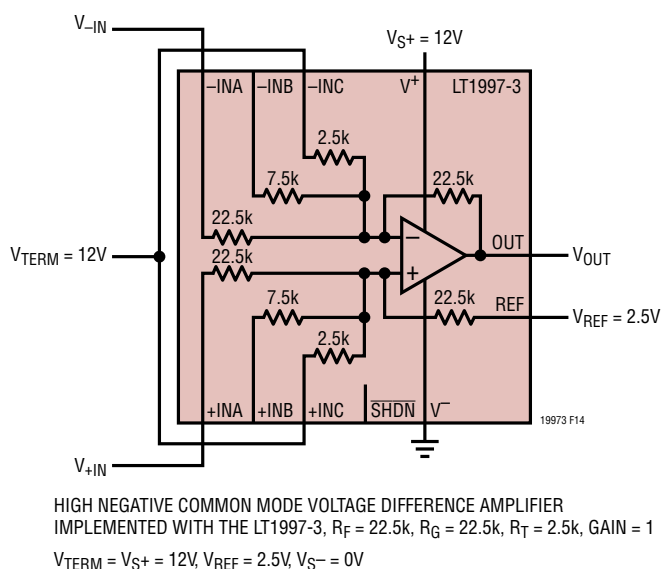 V–IN
VS+ = 12V
–INA –INB –INC V+ LT1997-3
2.5k
7.5k 22.5k
22.5k
–
OUT
VTERM = 12V VOUT
22.5k
+
7.5k 22.5k REF
VREF = 2.5V
2.5k
+INA +INB +INC SHDN V–
19973 F14
V+IN
HIGH NEGATIVE COMMON MODE VOLTAGE DIFFERENCE AMPLIFIER
IMPLEMENTED WITH THE LT1997-3, RF = 22.5k, RG = 22.5k, RT = 2.5k, GAIN = 1
VTERM = VS+ = 12V, VREF = 2.5V, VS– = 0V